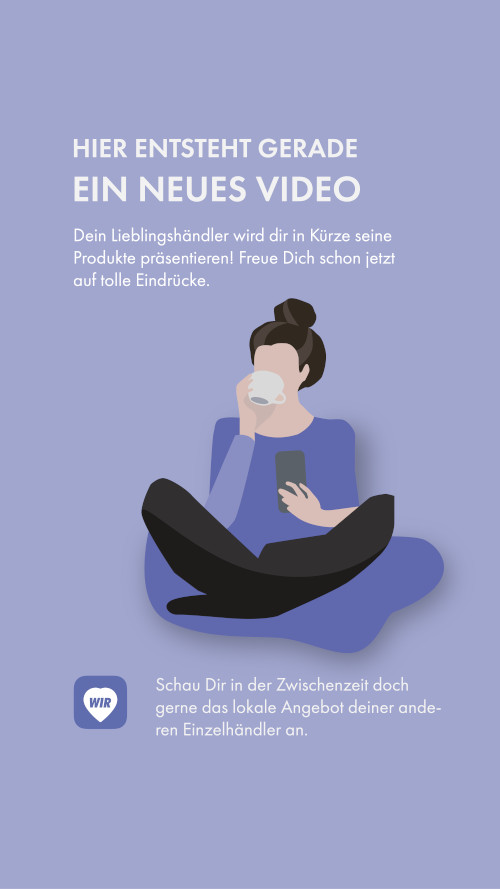 HIER ENTSTEHT GERADE
EIN NEUES VIDEO
Dein Lieblingshändler wird dir in Kürze seine
Produkte präsentieren! Freue Dich schon jetzt
auf tolle Eindrücke.
WIR
Schau Dir in der Zwischenzeit doch
gerne das lokale Angebot deiner ande-
ren Einzelhändler an.